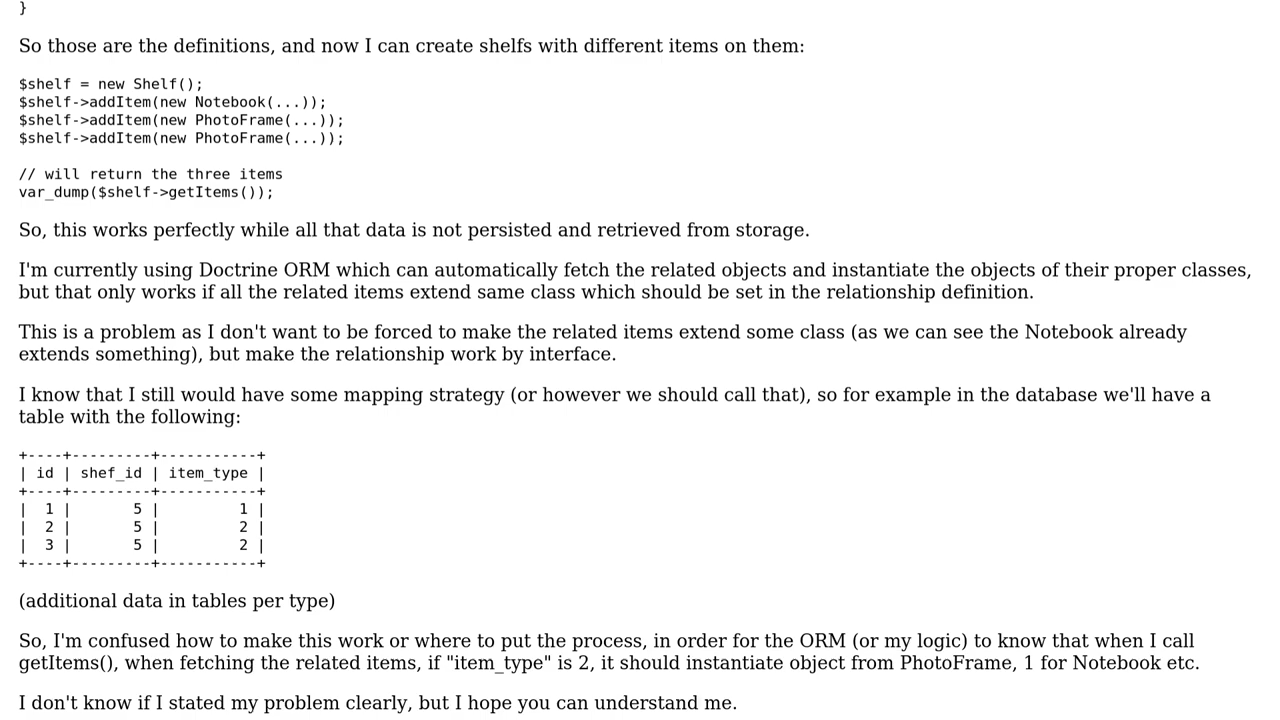 }
So those are the definitions, and now I can create shelfs with different items on them:
$shelf = new Shelf();
$shelf->addItem(new Notebook(...));
$shelf->addItem(new PhotoFrame(...));
$shelf->addItem(new PhotoFrame(...));
// will return the three items
var_dump($shelf->getItems());
So, this works perfectly while all that data is not persisted and retrieved from storage.
I'm currently using Doctrine ORM which can automatically fetch the related objects and instantiate the objects of their proper classes,
but that only works if all the related items extend same class which should be set in the relationship definition.
This is a problem as I don't want to be forced to make the related items extend some class (as we can see the Notebook already
extends something), but make the relationship work by interface.
I know that I still would have some mapping strategy (or however we should call that), so for example in the database we'll have a
table with the following:
+----+---------+-----------+
| id | shef_id | item_type |
+----+---------+-----------+
|  1 |       5 |         1 |
|  2 |       5 |         2 |
|  3 |       5 |         2 |
+----+---------+-----------+
(additional data in tables per type)
So, I'm confused how to make this work or where to put the process, in order for the ORM (or my logic) to know that when I call
getItems(), when fetching the related items, if "item_type" is 2, it should instantiate object from PhotoFrame, 1 for Notebook etc.
I don't know if I stated my problem clearly, but I hope you can understand me.